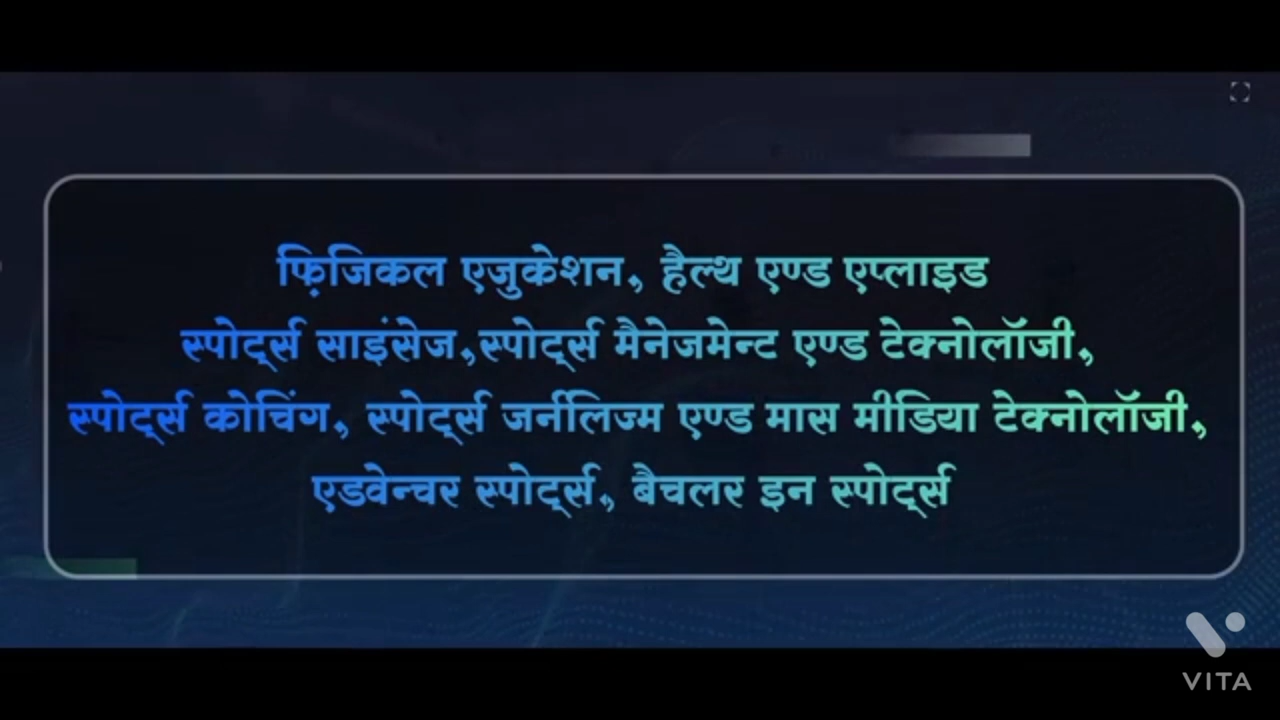 फ़िजिकल एजुकेशन, हैल्थ एण्ड एप्लाइड
स्पोर्ट्स साइंसेज,स्पोर्ट्स मैनेजमेन्ट एण्ड टेक्नोलॉजी,
स्पोर्ट्स कोचिंग, स्पोर्ट्स जर्नलिज्म एण्ड मास मीडिया टेक्नोलॉजी,
एडवेन्चर स्पोर्ट्स, बैचलर इन स्पोर्ट्स
VITA